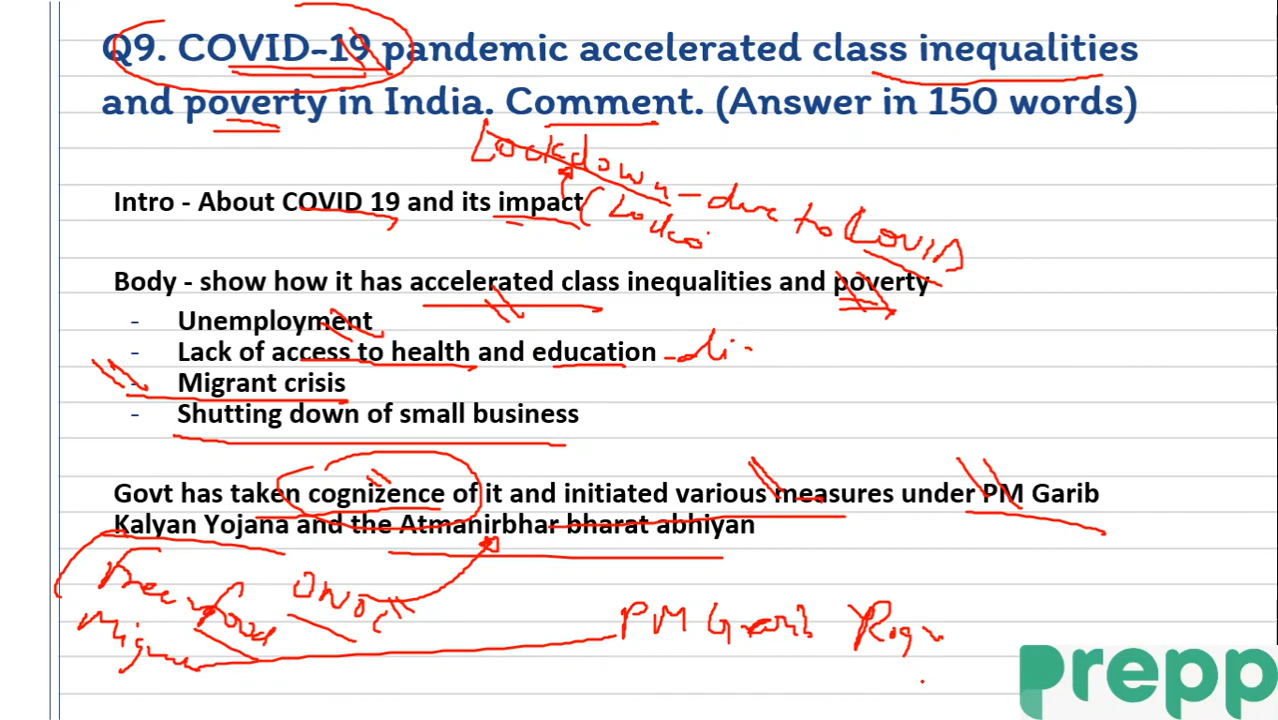 Q9. COVID-19 pandemic accelerated class inequalities
and poverty in India. Comment. (Answer in 150 words)
Lockdown - due to COVID
Intro - About COVID 19 and its impact
Body - show how it has accelerated class inequalities and poverty
- Unemployment
- Lack of access to health and education - di
- Migrant crisis
- Shutting down of small business
Govt has taken cognizence of it and initiated various measures under PM Garib
Kalyan Yojana and the Atmanirbhar bharat abhiyan
Free food ONOC
PM Garib
prepp